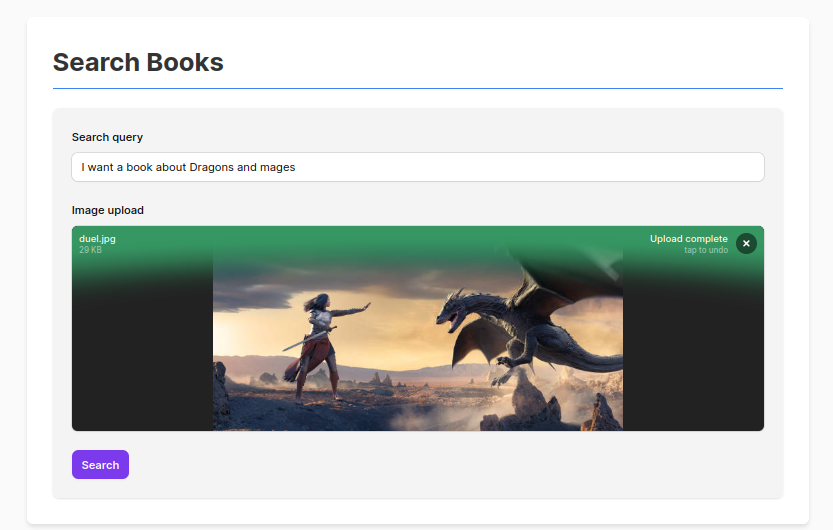 Search Books
Search query
I want a book about Dragons and mages
Image upload
duel.jpg
29 KB
Upload complete
tap to undo
Search